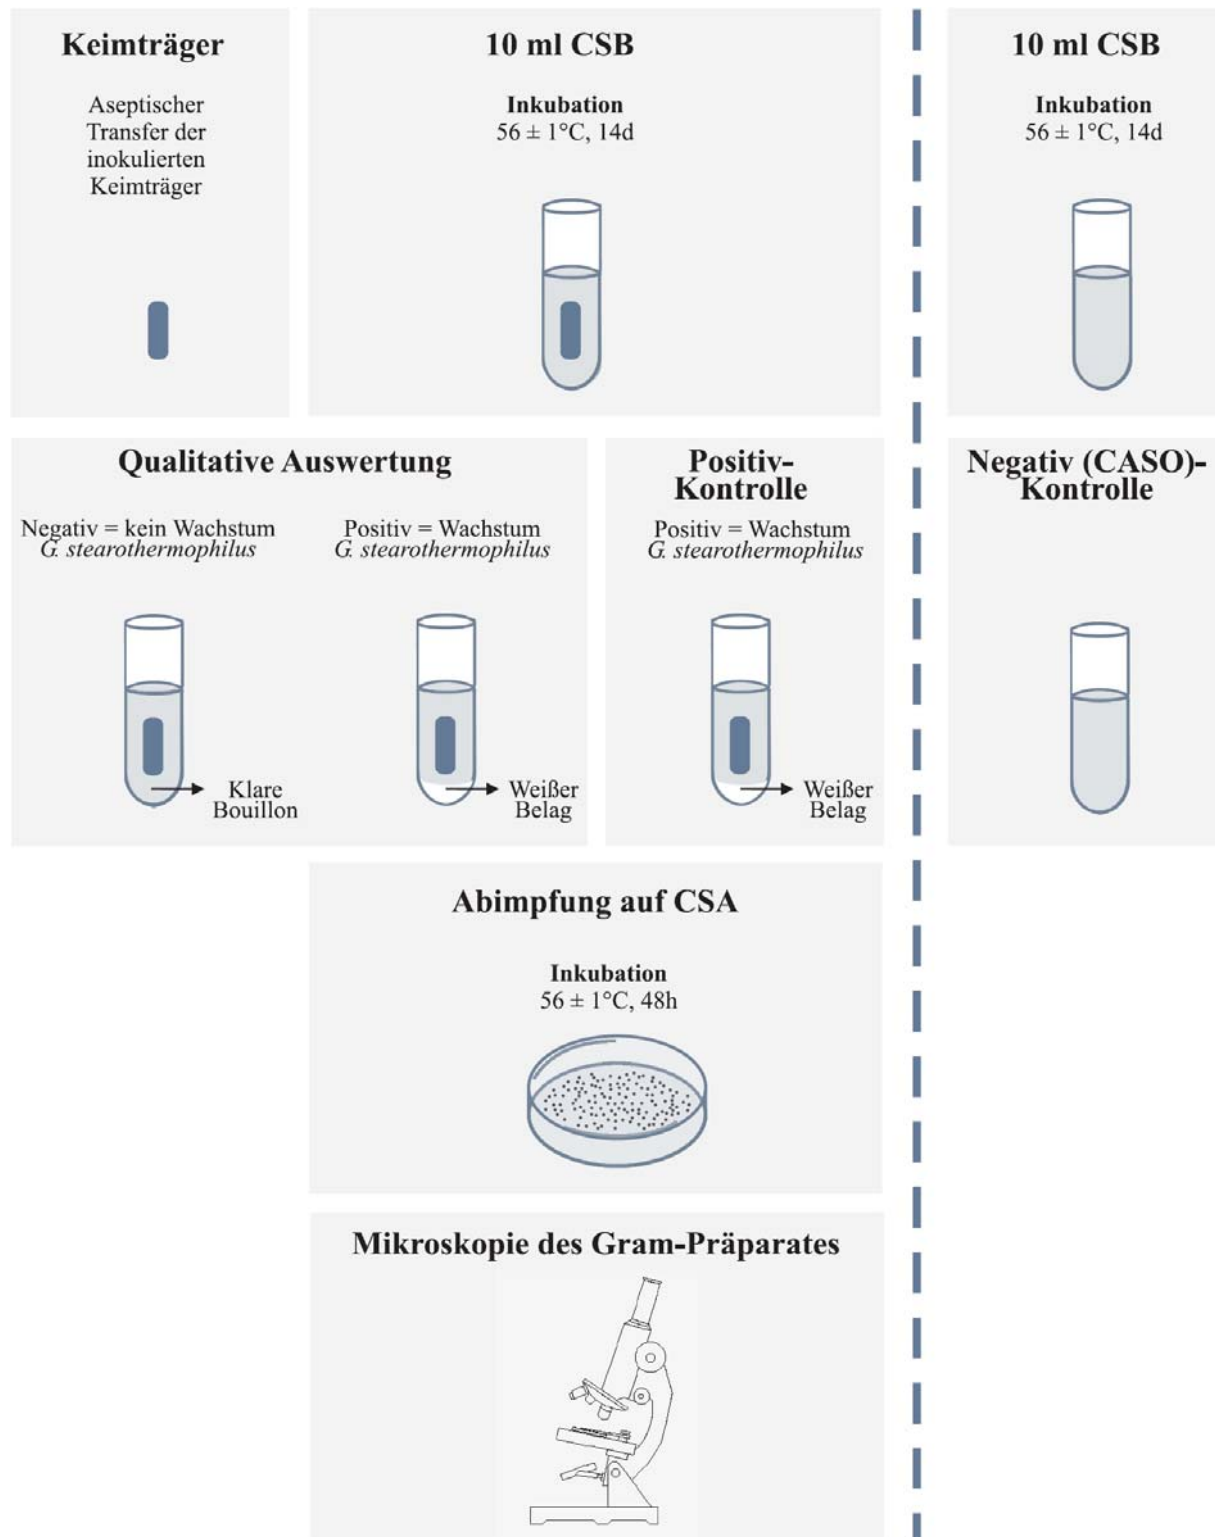 Keimträger
Aseptischer
Transfer der
inokulierten
Keimträger
10 ml CSB
Inkubation
56 ± 1°C, 14d
10 ml CSB
Inkubation
56 ± 1°C, 14d
Qualitative Auswertung
Negativ = kein Wachstum
G. stearothermophilus
Klare
Bouillon
Positiv = Wachstum
G. stearothermophilus
Weißer
Belag
Positiv-
Kontrolle
Positiv = Wachstum
G. stearothermophilus
Weißer
Belag
Negativ (CASO)-
Kontrolle
Abimpfung auf CSA
Inkubation
56 ± 1°C, 48h
Mikroskopie des Gram-Präparates